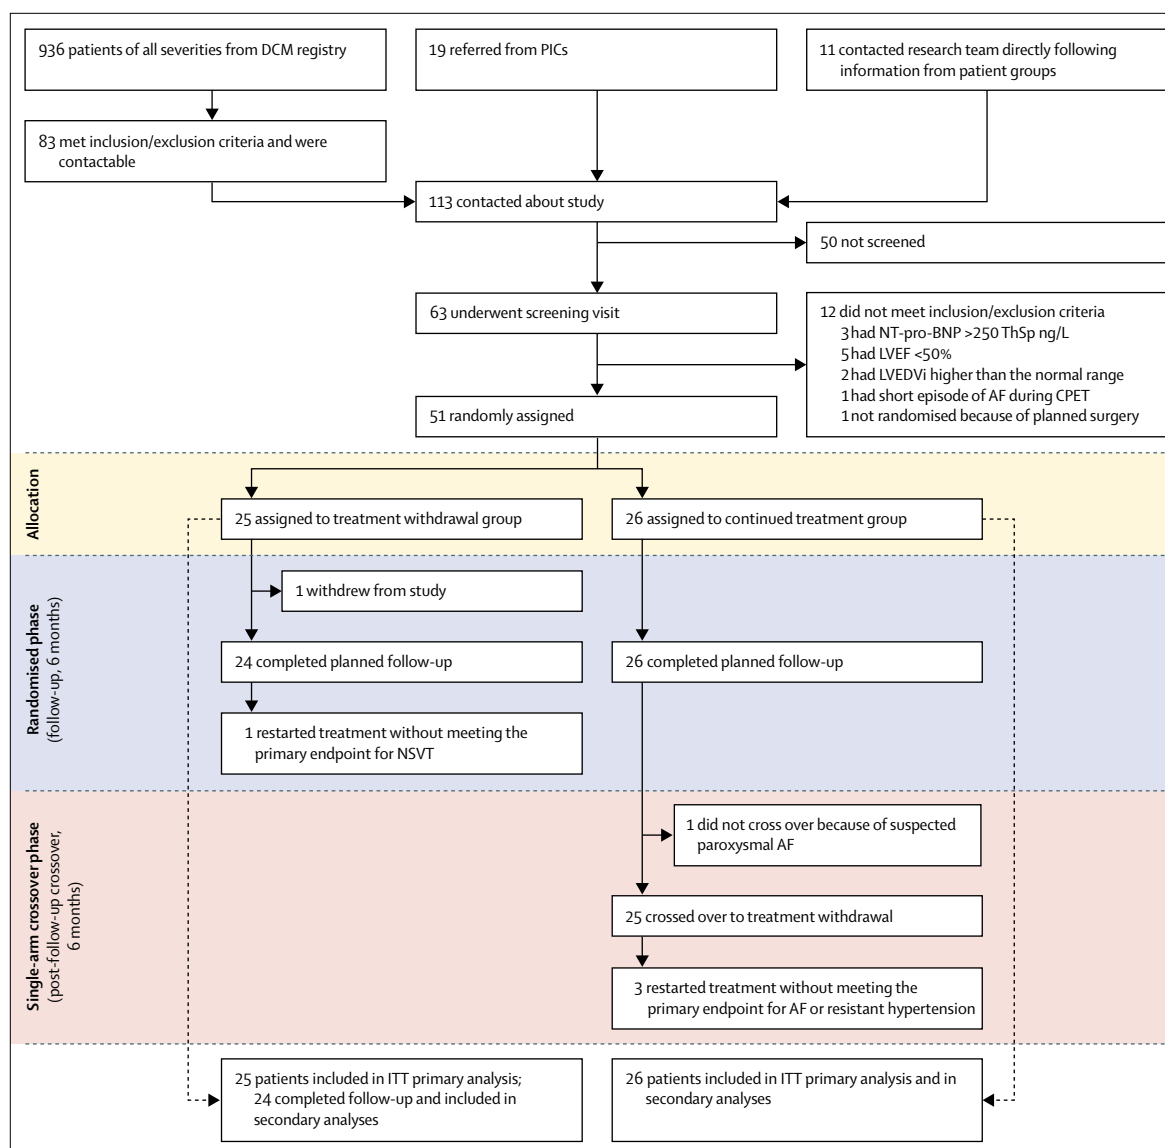 936 patients of all severities from DCM registry
19 referred from PICs
11 contacted research team directly following
information from patient groups
83 met inclusion/exclusion criteria and were
contactable
113 contacted about study
50 not screened
63 underwent screening visit
12 did not meet inclusion/exclusion criteria
3 had NT-pro-BNP >250 ThSp ng/L
5 had LVEF <50%
2 had LVEDVi higher than the normal range
1 had short episode of AF during CPET
1 not randomised because of planned surgery
51 randomly assigned
Allocation
25 assigned to treatment withdrawal group
26 assigned to continued treatment group
Randomised phase
(follow-up, 6 months)
1 withdrew from study
24 completed planned follow-up
26 completed planned follow-up
1 restarted treatment without meeting the
primary endpoint for NSVT
Single-arm crossover phase
(post-follow-up crossover,
6 months)
1 did not cross over because of suspected
paroxysmal AF
25 crossed over to treatment withdrawal
3 restarted treatment without meeting the
primary endpoint for AF or resistant hypertension
25 patients included in ITT primary analysis;
24 completed follow-up and included in
secondary analyses
26 patients included in ITT primary analysis and in
secondary analyses